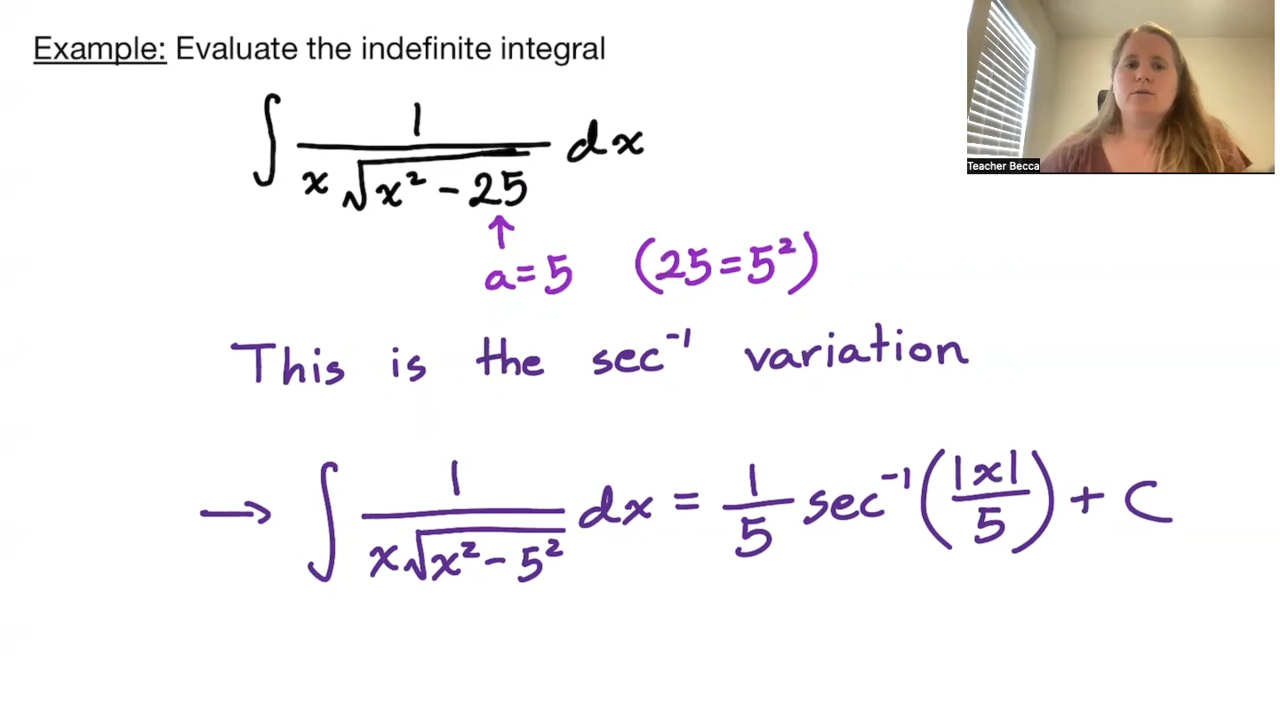 Example: Evaluate the indefinite integral
∫ 1/(x√(x² - 25)) dx
Teacher Becca
↑
a = 5 (25 = 5²)
This is the sec⁻¹ variation
→ ∫ 1/(x√(x² - 5²)) dx = 1/5 sec⁻¹(|x|/5) + C